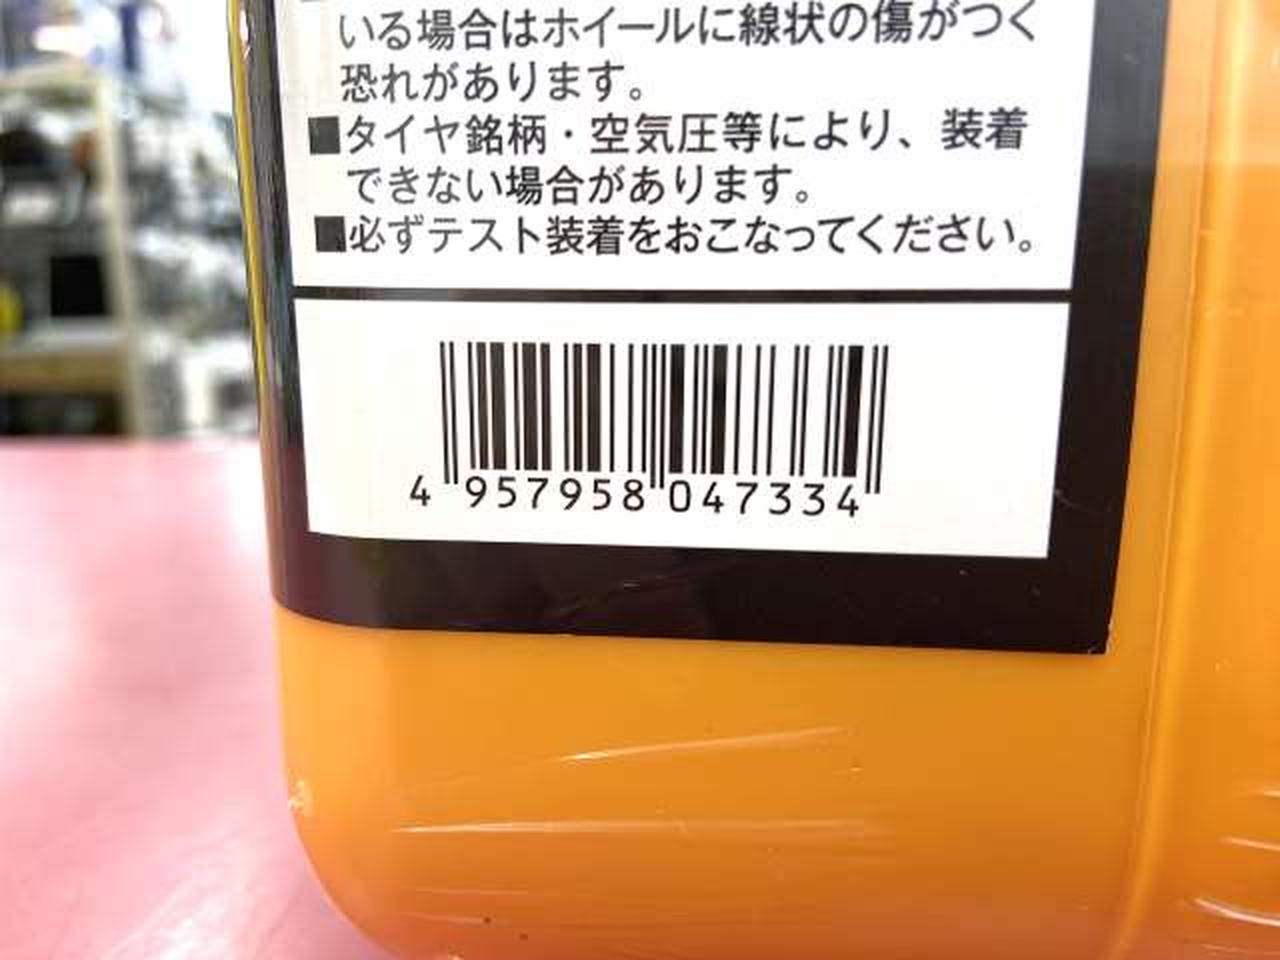 いる場合はホイールに線状の傷がつく
恐れがあります。
■タイヤ銘柄・空気圧等により、装着
できない場合があります。
■必ずテスト装着をおこなってください。
4 957958 047334